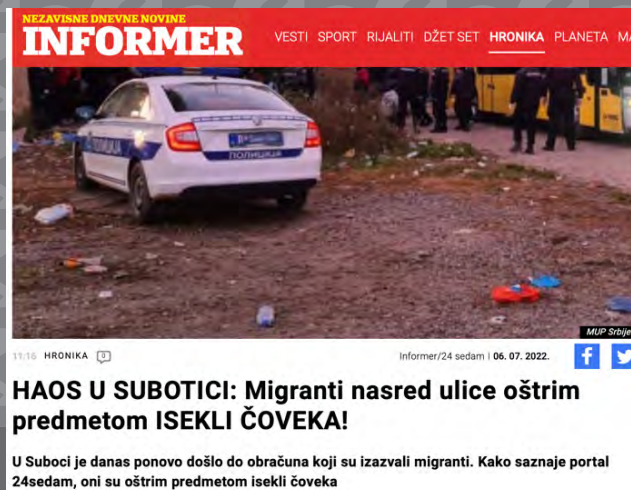 NEZAVISNE DNEVNE NOVINE
INFORMER
VESTI SPORT RIJALITI DŽET SET HRONIKA PLANETA
ПОЛИЦИЈА
MUP Srbije
11:16 HRONIKA 0 Informer/24 sedam | 06. 07. 2022.
HAOS U SUBOTICI: Migranti nasred ulice oštrim
predmetom ISEKLI ČOVEKA!
U Suboci je danas ponovo došlo do obračuna koji su izazvali migranti. Kako saznaje portal
24sedam, oni su oštrim predmetom isekli čoveka